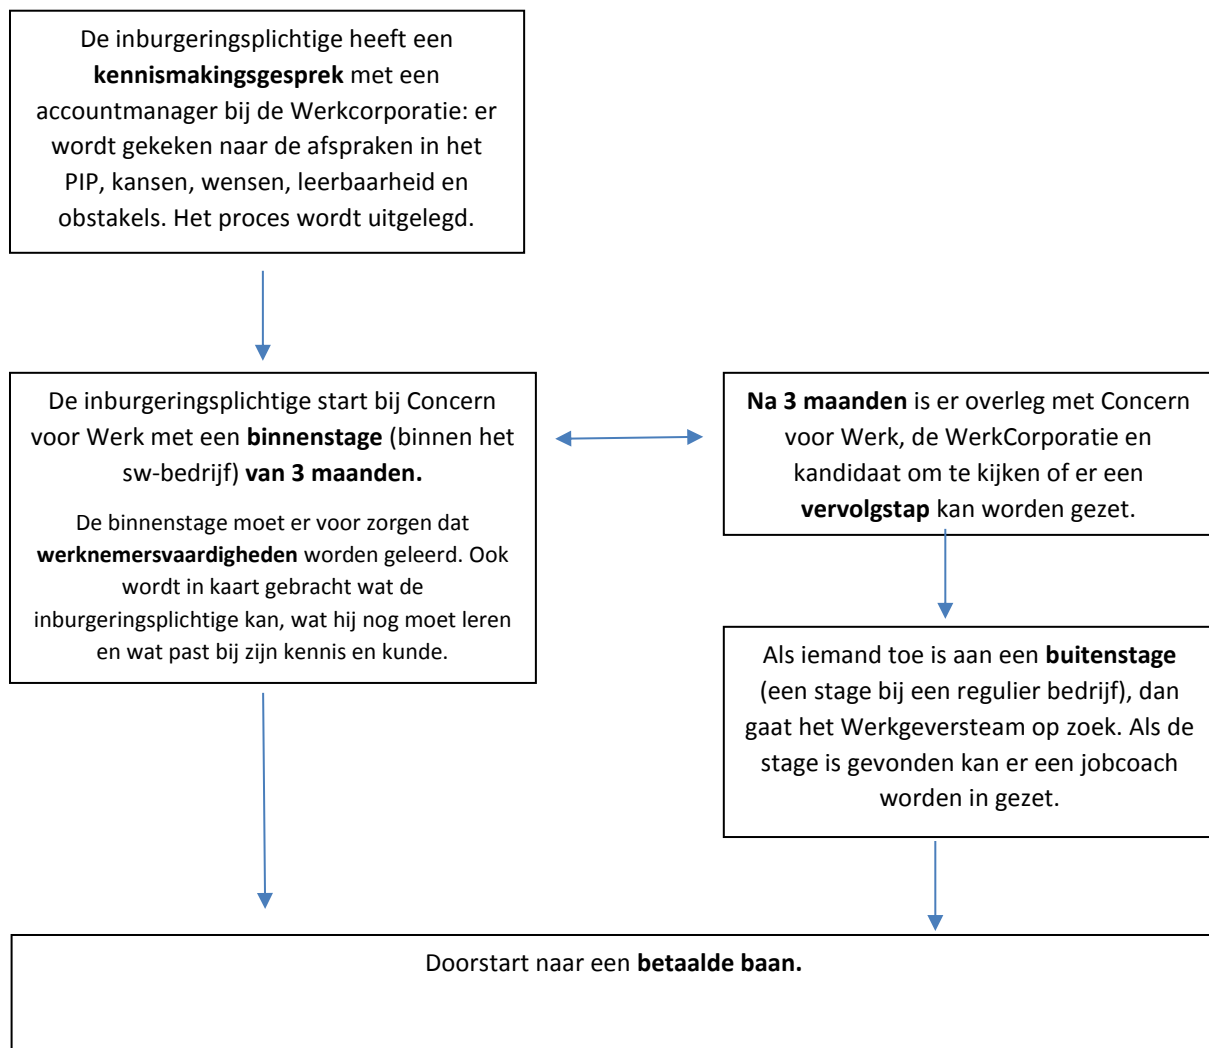 De inburgeringsplichtige heeft een
kennismakingsgesprek met een
accountmanager bij de Werkcorporatie: er
wordt gekeken naar de afspraken in het
PIP, kansen, wensen, leerbaarheid en
obstakels. Het proces wordt uitgelegd.
De inburgeringsplichtige start bij Concern
voor Werk met een binnenstage (binnen het
sw-bedrijf) van 3 maanden.
De binnenstage moet er voor zorgen dat
werknemersvaardigheden worden geleerd. Ook
wordt in kaart gebracht wat de
inburgeringsplichtige kan, wat hij nog moet leren
en wat past bij zijn kennis en kunde.
Na 3 maanden is er overleg met Concern
voor Werk, de WerkCorporatie en
kandidaat om te kijken of er een
vervolgstap kan worden gezet.
Als iemand toe is aan een buitenstage
(een stage bij een regulier bedrijf), dan
gaat het Werkgeversteam op zoek. Als de
stage is gevonden kan er een jobcoach
worden in gezet.
Doorstart naar een betaalde baan.